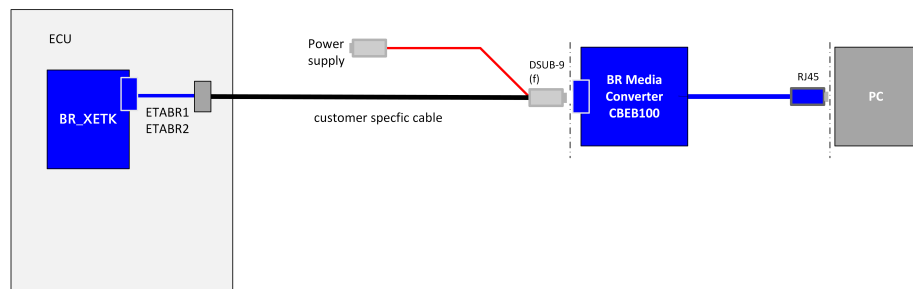 ECU
Power
supply
DSUB-9
(f)
BR Media
Converter
CBEB100
RJ45
PC
BR_XETK
ETABR1
ETABR2
customer specfic cable